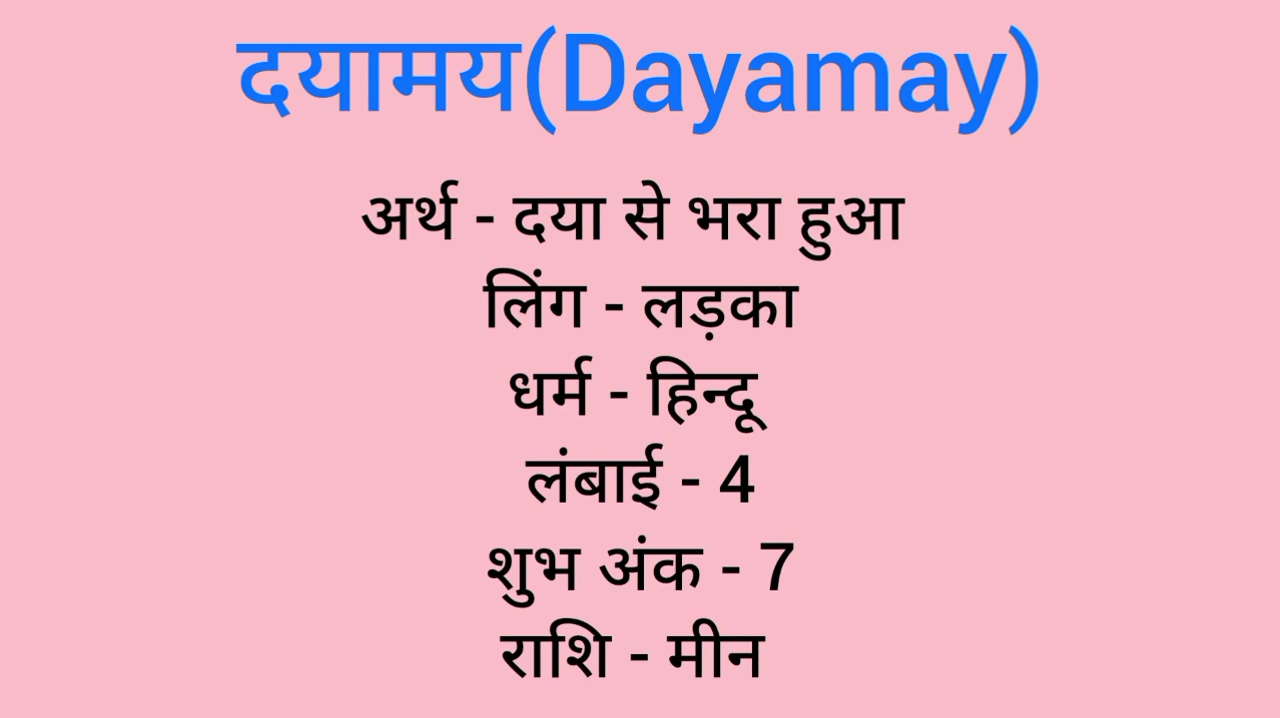 दयामय(Dayamay)
अर्थ - दया से भरा हुआ
लिंग - लड़का
धर्म - हिन्दू
लंबाई - 4
शुभ अंक - 7
राशि - मीन